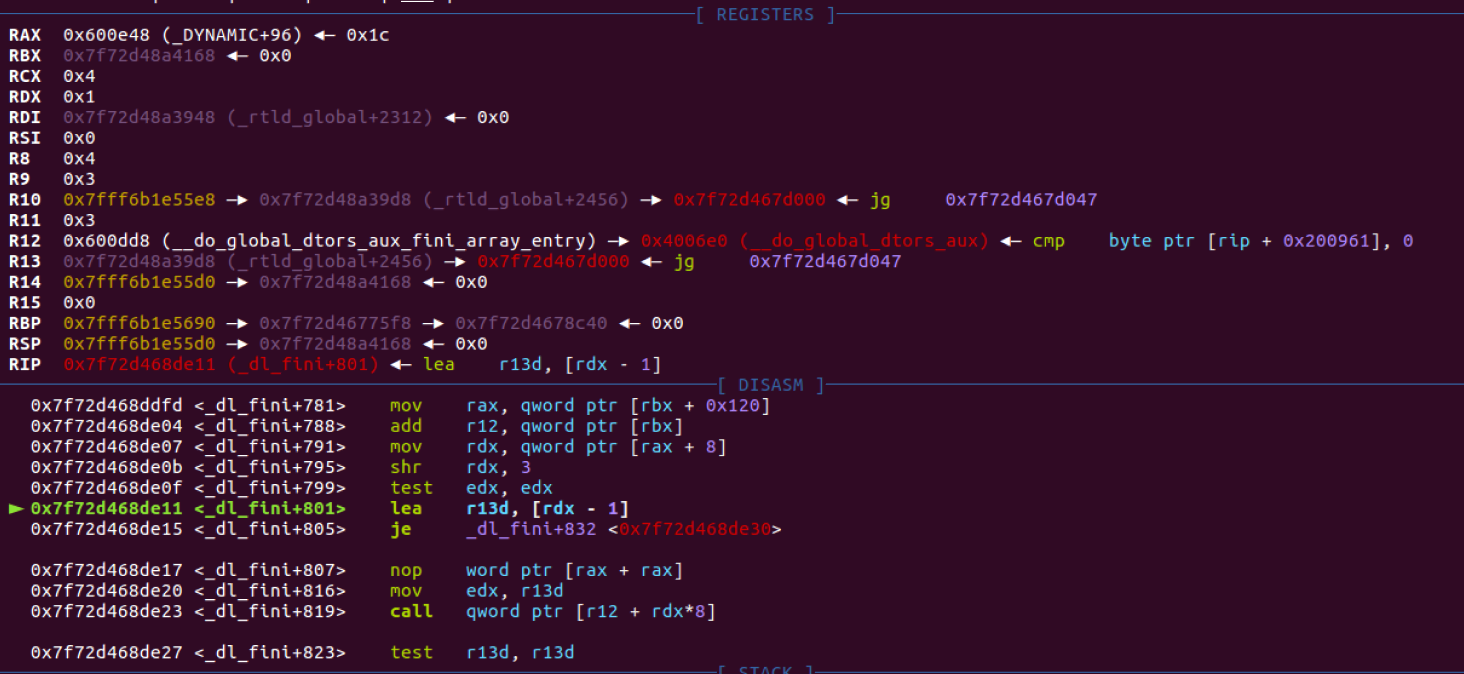 [ REGISTERS ]
RAX  0x600e48 (_DYNAMIC+96) ◂— 0x1c
RBX  0x7f72d48a4168 ◂— 0x0
RCX  0x4
RDX  0x1
RDI  0x7f72d48a3948 (_rtld_global+2312) ◂— 0x0
RSI  0x0
R8   0x4
R9   0x3
R10  0x7fff6b1e55e8 —▸ 0x7f72d48a39d8 (_rtld_global+2456) —▸ 0x7f72d467d000 ◂— jg     0x7f72d467d047
R11  0x3
R12  0x600dd8 (__do_global_dtors_aux_fini_array_entry) —▸ 0x4006e0 (__do_global_dtors_aux) ◂— cmp    byte ptr [rip + 0x200961], 0
R13  0x7f72d48a39d8 (_rtld_global+2456) —▸ 0x7f72d467d000 ◂— jg     0x7f72d467d047
R14  0x7fff6b1e55d0 —▸ 0x7f72d48a4168 ◂— 0x0
R15  0x0
RBP  0x7fff6b1e5690 —▸ 0x7f72d46775f8 —▸ 0x7f72d4678c40 ◂— 0x0
RSP  0x7fff6b1e55d0 —▸ 0x7f72d48a4168 ◂— 0x0
RIP  0x7f72d468de11 (_dl_fini+801) ◂— lea    r13d, [rdx - 1]
[ DISASM ]
0x7f72d468ddfd <_dl_fini+781>    mov    rax, qword ptr [rbx + 0x120]
0x7f72d468de04 <_dl_fini+788>    add    r12, qword ptr [rbx]
0x7f72d468de07 <_dl_fini+791>    mov    rdx, qword ptr [rax + 8]
0x7f72d468de0b <_dl_fini+795>    shr    rdx, 3
0x7f72d468de0f <_dl_fini+799>    test   edx, edx
► 0x7f72d468de11 <_dl_fini+801>    lea    r13d, [rdx - 1]
0x7f72d468de15 <_dl_fini+805>    je     _dl_fini+832 <0x7f72d468de30>
0x7f72d468de17 <_dl_fini+807>    nop    word ptr [rax + rax]
0x7f72d468de20 <_dl_fini+816>    mov    edx, r13d
0x7f72d468de23 <_dl_fini+819>    call   qword ptr [r12 + rdx*8]
0x7f72d468de27 <_dl_fini+823>    test   r13d, r13d
[ STACK ]